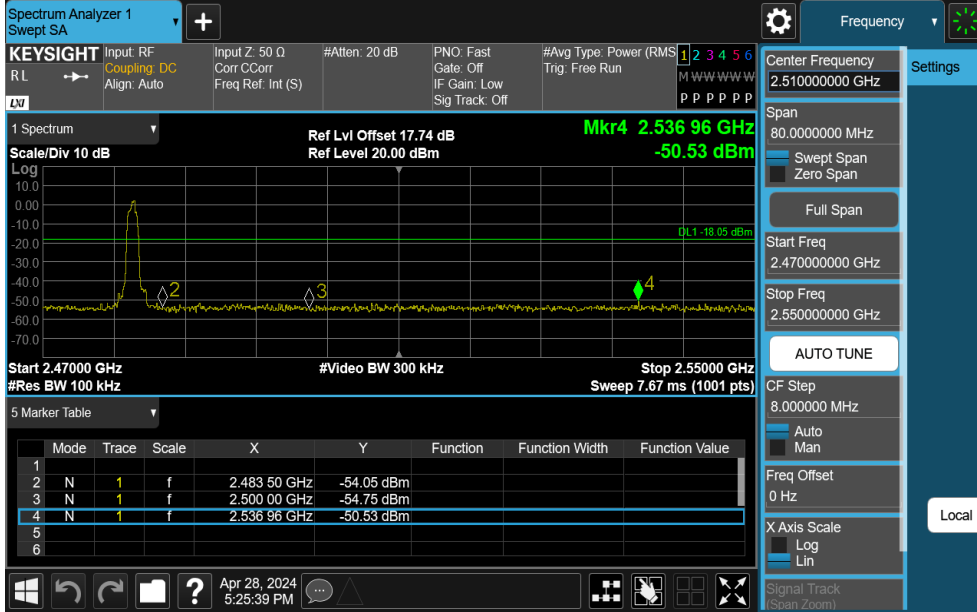 Spectrum Analyzer 1
Swept SA
+
Frequency
KEYSIGHT
RL
LXI
Input: RF
Coupling: DC
Align: Auto
Input Z: 50 Ω
Corr CCorr
Freq Ref: Int (S)
#Atten: 20 dB
PNO: Fast
Gate: Off
IF Gain: Low
Sig Track: Off
#Avg Type: Power (RMS
Trig: Free Run
1 2 3 4 5 6
M W W W W W
P P P P P P
Center Frequency
2.510000000 GHz
Settings
1 Spectrum
Scale/Div 10 dB
Ref Lvl Offset 17.74 dB
Ref Level 20.00 dBm
Mkr4 2.536 96 GHz
-50.53 dBm
Span
80.0000000 MHz
Swept Span
Zero Span
Full Span
Start Freq
2.470000000 GHz
Stop Freq
2.550000000 GHz
AUTO TUNE
CF Step
8.000000 MHz
Auto
Man
Freq Offset
0 Hz
X Axis Scale
Log
Lin
Signal Track
(Span Zoom)
Local
Log
10.0
0.00
-10.0
-20.0
-30.0
-40.0
-50.0
-60.0
-70.0
DL1 -18.05 dBm
2
3
4
Start 2.47000 GHz
#Video BW 300 kHz
Stop 2.55000 GHz
#Res BW 100 kHz
Sweep 7.67 ms (1001 pts)
5 Marker Table
Mode Trace Scale X Y Function Function Width Function Value
1
2 N 1 f 2.483 50 GHz -54.05 dBm
3 N 1 f 2.500 00 GHz -54.75 dBm
4 N 1 f 2.536 96 GHz -50.53 dBm
5
6
?
Apr 28, 2024
5:25:39 PM